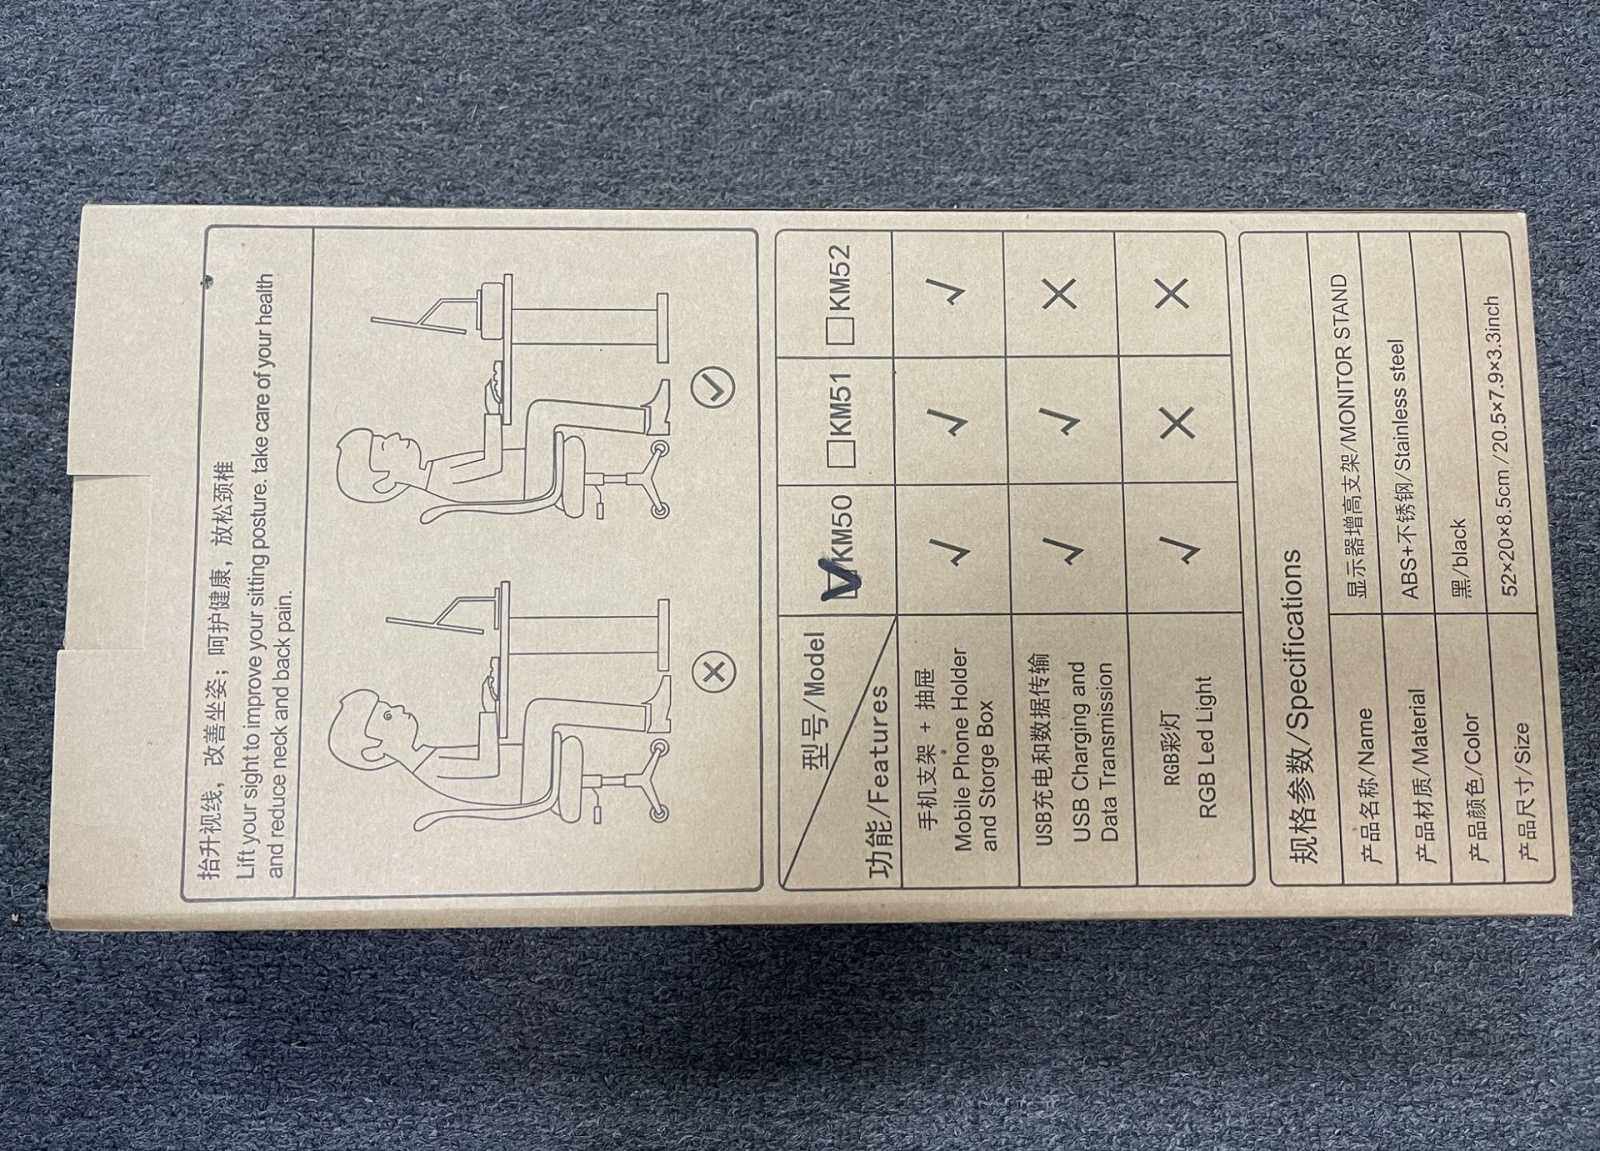 抬升视线，改善坐姿；呵护健康，放松颈椎
Lift your sight to improve your sitting posture. take care of your health
and reduce neck and back pain.
型号/Model
功能/Features
KM50
KM51
KM52
手机支架 + 抽屉
Mobile Phone Holder
and Storge Box
USB充电和数据传输
USB Charging and
Data Transmission
RGB彩灯
RGB Led Light
规格参数/Specifications
产品名称/Name
显示器增高支架/MONITOR STAND
产品材质/Material
ABS+不锈钢/Stainless steel
产品颜色/Color
黑/black
产品尺寸/Size
52×20×8.5cm/20.5×7.9×3.3inch